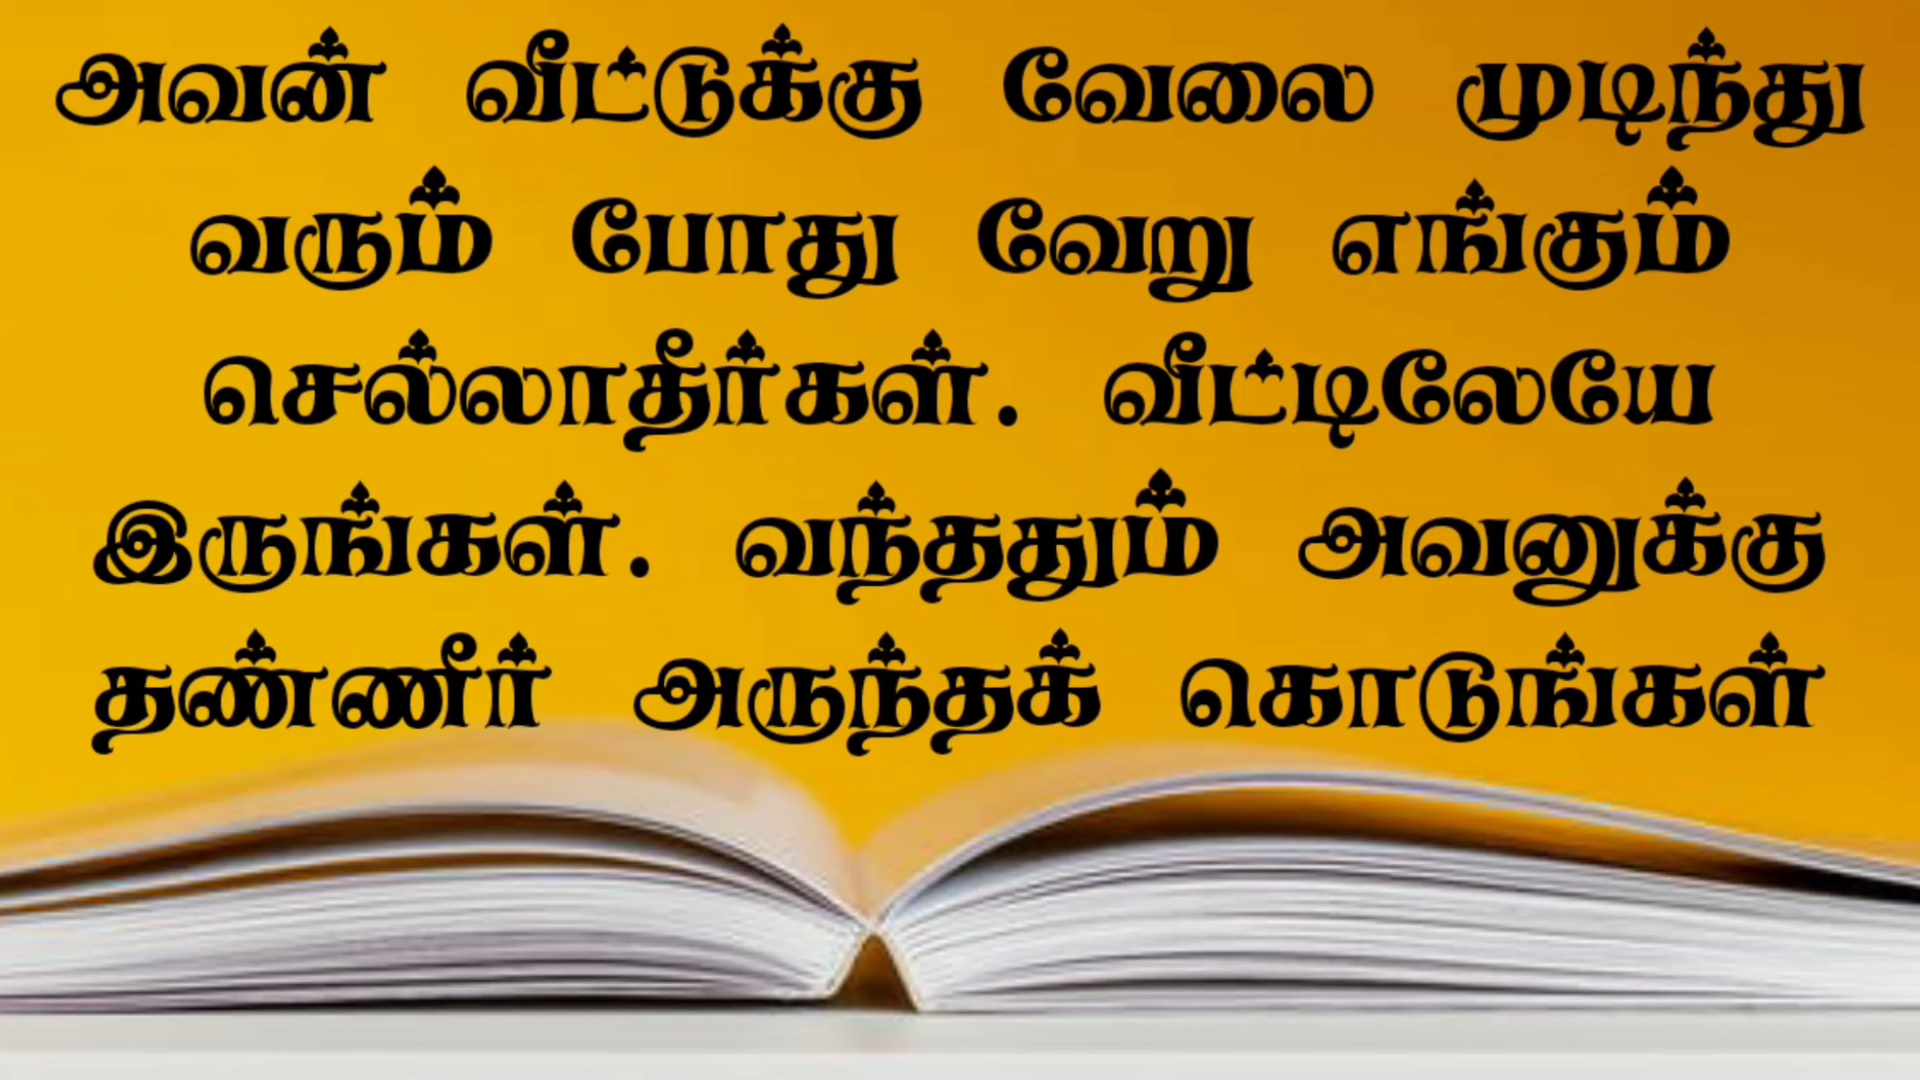 அவன் வீட்டுக்கு வேலை முடிந்து
வரும் போது வேறு எங்கும்
செல்லாதீர்கள். வீட்டிலேயே
இருங்கள். வந்ததும் அவனுக்கு
தண்ணீர் அருந்தக் கொடுங்கள்